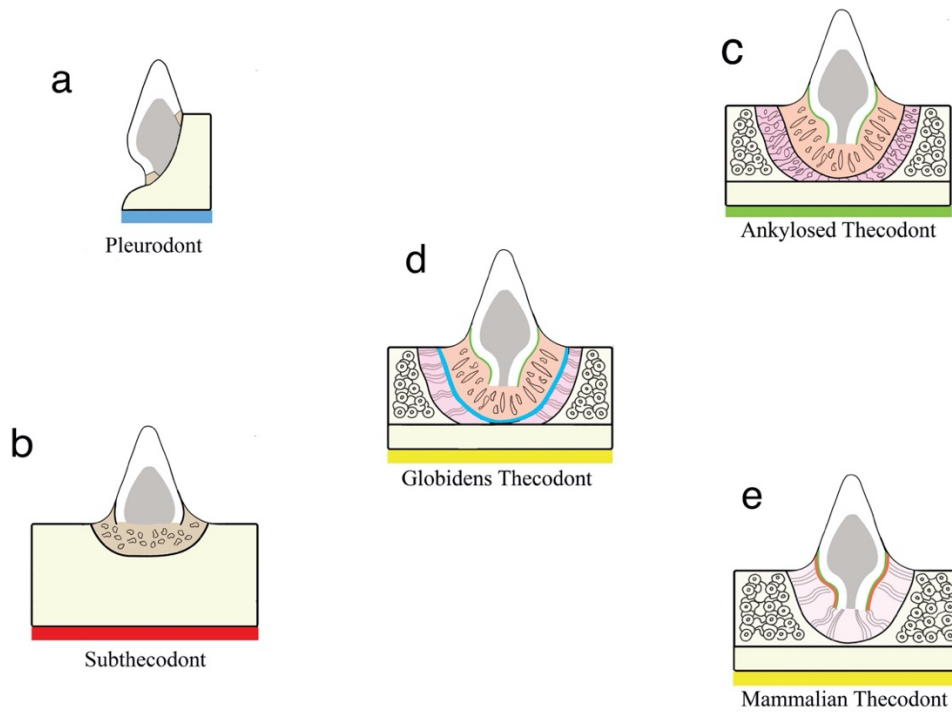 a
Pleurodont
b
Subthecodont
c
Ankylosed Thecodont
d
Globidens Thecodont
e
Mammalian Thecodont